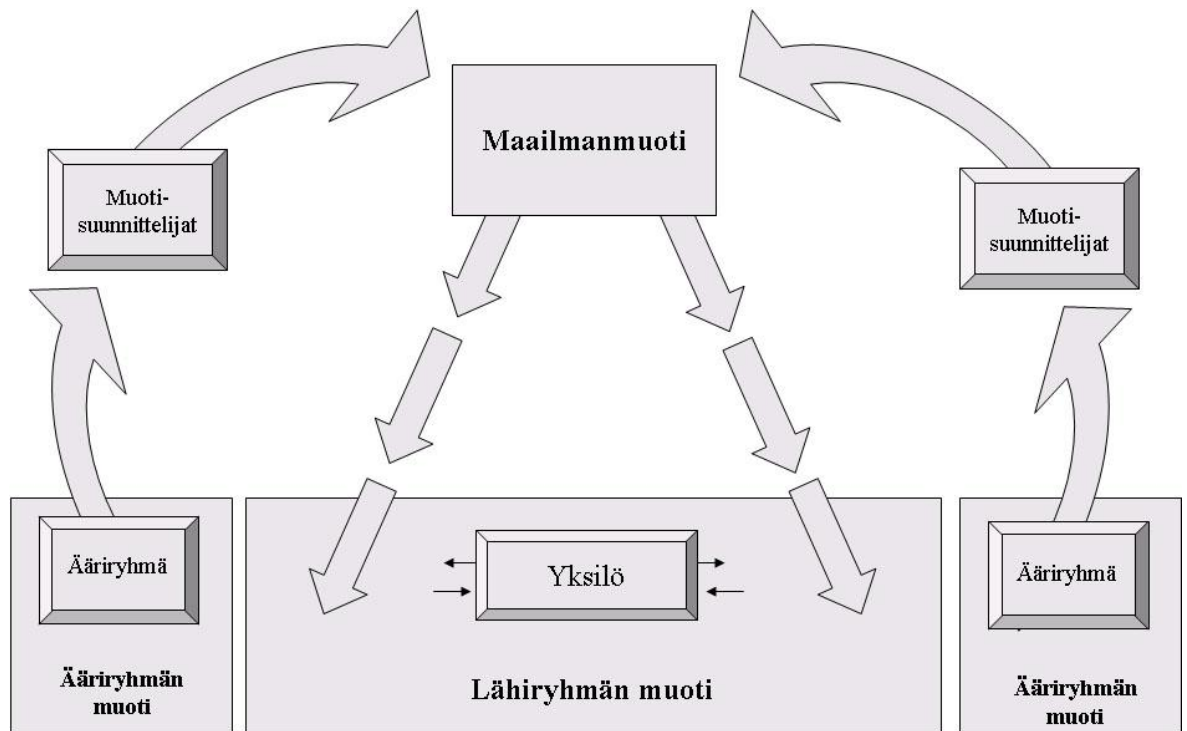 Maailmanmuoti
Muoti-
suunnittelijat
Muoti-
suunnittelijat
Ääriryhmä
Yksilö
Ääriryhmä
Ääriryhmän
muoti
Lähiryhmän muoti
Ääriryhmän
muoti